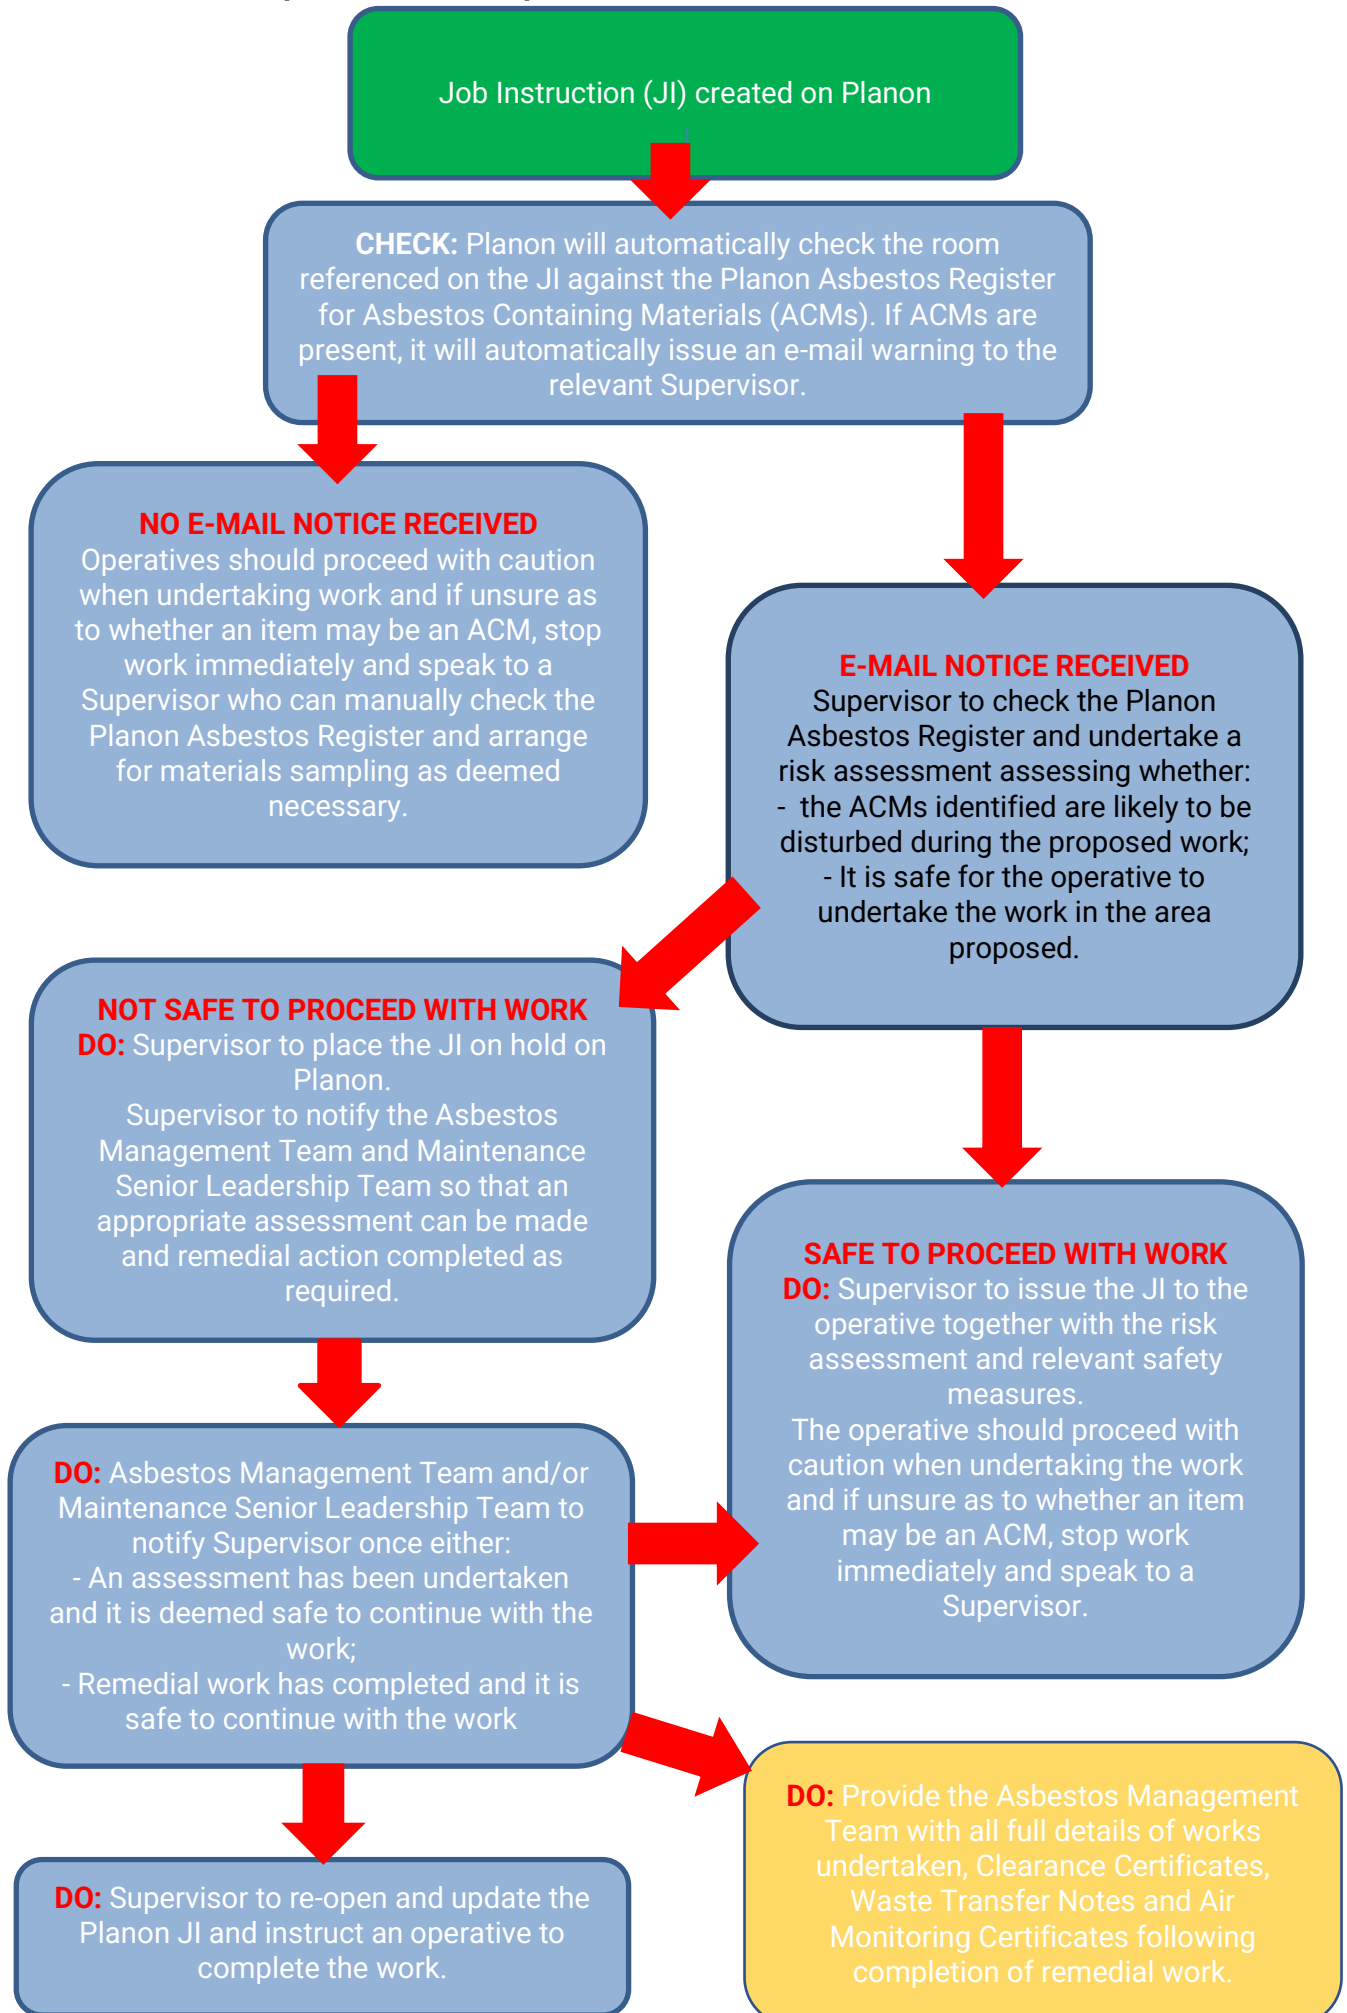 Job Instruction (JI) created on Planon
CHECK: Planon will automatically check the room
referenced on the JI against the Planon Asbestos Register
for Asbestos Containing Materials (ACMs). If ACMs are
present, it will automatically issue an e-mail warning to the
relevant Supervisor.
NO E-MAIL NOTICE RECEIVED
Operatives should proceed with caution
when undertaking work and if unsure as
to whether an item may be an ACM, stop
work immediately and speak to a
Supervisor who can manually check the
Planon Asbestos Register and arrange
for materials sampling as deemed
necessary.
E-MAIL NOTICE RECEIVED
Supervisor to check the Planon
Asbestos Register and undertake a
risk assessment assessing whether:
- the ACMs identified are likely to be
disturbed during the proposed work;
- It is safe for the operative to
undertake the work in the area
proposed.
NOT SAFE TO PROCEED WITH WORK
DO: Supervisor to place the JI on hold on
Planon.
Supervisor to notify the Asbestos
Management Team and Maintenance
Senior Leadership Team so that an
appropriate assessment can be made
and remedial action completed as
required.
SAFE TO PROCEED WITH WORK
DO: Supervisor to issue the JI to the
operative together with the risk
assessment and relevant safety
measures.
The operative should proceed with
caution when undertaking the work
and if unsure as to whether an item
may be an ACM, stop work
immediately and speak to a
Supervisor.
DO: Asbestos Management Team and/or
Maintenance Senior Leadership Team to
notify Supervisor once either:
- An assessment has been undertaken
and it is deemed safe to continue with the
work;
- Remedial work has completed and it is
safe to continue with the work
DO: Provide the Asbestos Management
Team with all full details of works
undertaken, Clearance Certificates,
Waste Transfer Notes and Air
Monitoring Certificates following
completion of remedial work.
DO: Supervisor to re-open and update the
Planon JI and instruct an operative to
complete the work.